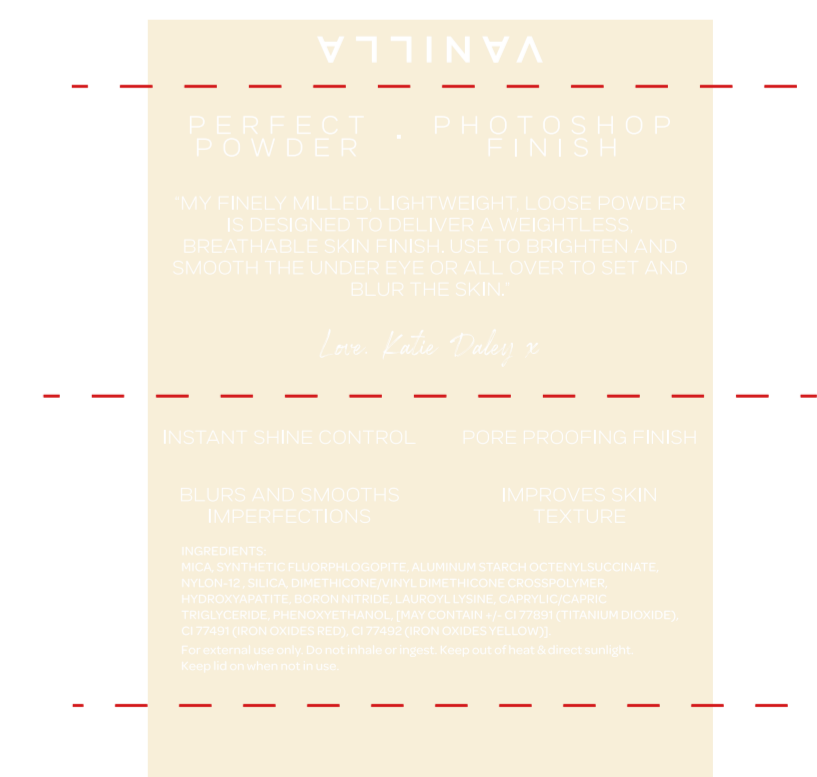 VANILLA
PERFECT POWDER • PHOTOSHOP FINISH
"MY FINELY MILLED, LIGHTWEIGHT, LOOSE POWDER
IS DESIGNED TO DELIVER A WEIGHTLESS,
BREATHABLE SKIN FINISH. USE TO BRIGHTEN AND
SMOOTH THE UNDER EYE OR ALL OVER TO SET AND
BLUR THE SKIN."
Love, Katie Daley x
INSTANT SHINE CONTROL
PORE PROOFING FINISH
BLURS AND SMOOTHS
IMPERFECTIONS
IMPROVES SKIN
TEXTURE
INGREDIENTS:
MICA, SYNTHETIC FLUORPHLOGOPITE, ALUMINUM STARCH OCTENYLSUCCINATE,
NYLON-12., SILICA, DIMETHICONE/VINYL DIMETHICONE CROSSPOLYMER,
HYDROXYAPATITE, BORON NITRIDE, LAUROYL LYSINE, CAPRYLIC/CAPRIC
TRIGLYCERIDE, PHENOXYETHANOL, [MAY CONTAIN +/- CI 77891 (TITANIUM DIOXIDE),
CI 77491 (IRON OXIDES RED), CI 77492 (IRON OXIDES YELLOW)].
For external use only. Do not inhale or ingest. Keep out of heat & direct sunlight.
Keep lid on when not in use.